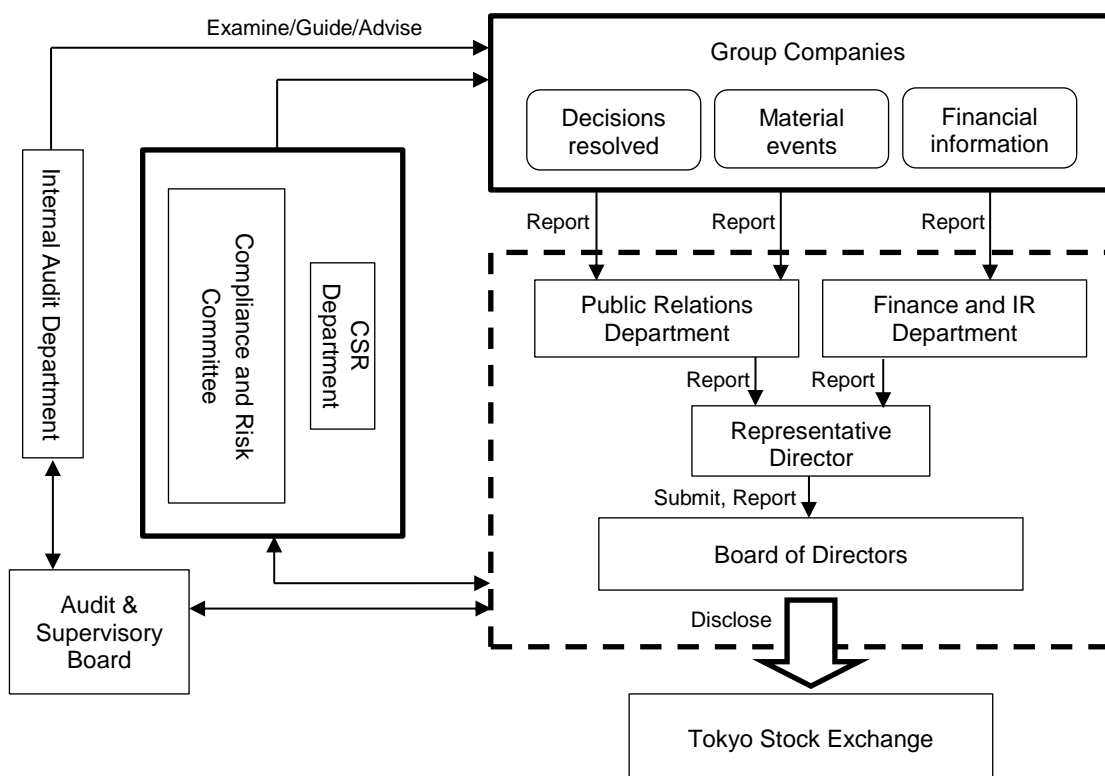 Examine/Guide/Advise
Group Companies
Decisions
resolved
Material
events
Financial
information
Internal Audit Department
Compliance and Risk
Committee
CSR
Department
Report
Report
Report
Public Relations
Department
Finance and IR
Department
Report
Report
Representative
Director
Submit, Report
Board of Directors
Audit &
Supervisory
Board
Disclose
Tokyo Stock Exchange